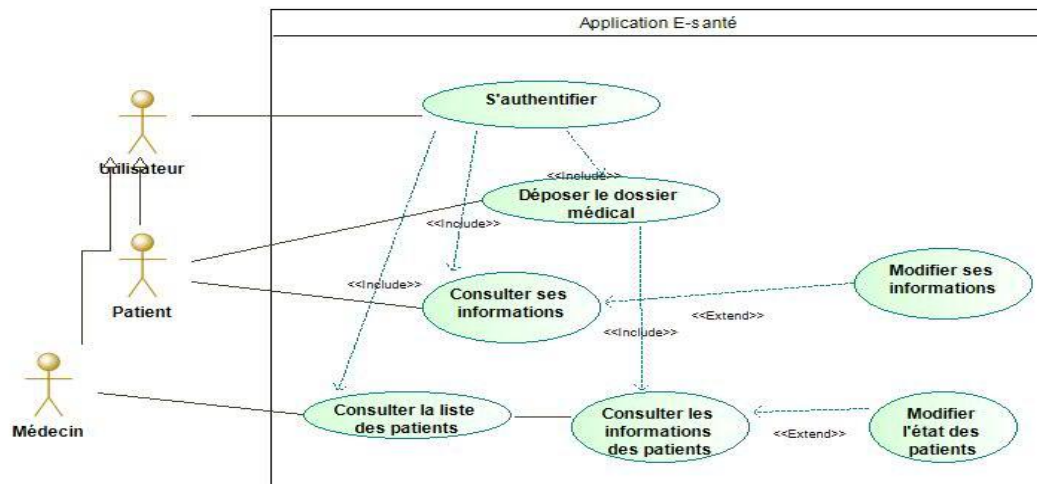 Application E-santé
S'authentifier
Utilisateur
<<Include>>
Déposer le dossier
médical
<<Include>>
Patient
<<Include>>
Consulter ses
informations
Modifier ses
informations
<<Extend>>
<<Include>>
Médecin
Consulter la liste
des patients
Consulter les
informations
des patients
<<Extend>>
Modifier
l'état des
patients